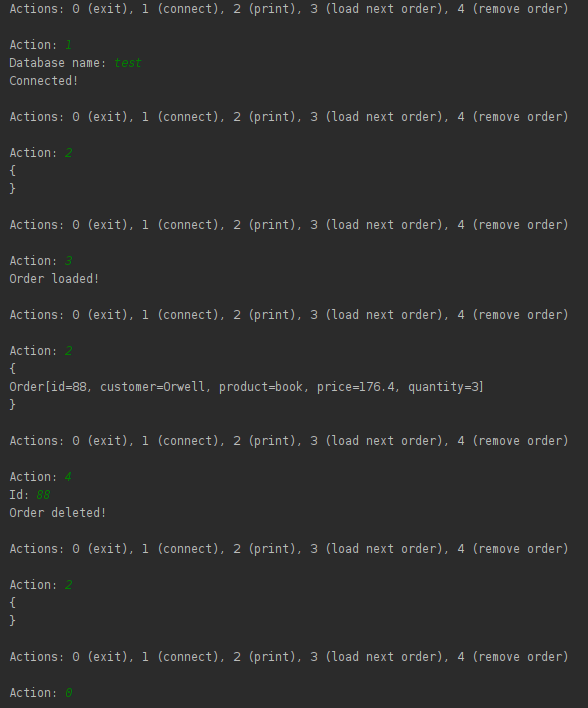 Actions: 0 (exit), 1 (connect), 2 (print), 3 (load next order), 4 (remove order)
Action: 1
Database name: test
Connected!
Actions: 0 (exit), 1 (connect), 2 (print), 3 (load next order), 4 (remove order)
Action: 2
{
}
Actions: 0 (exit), 1 (connect), 2 (print), 3 (load next order), 4 (remove order)
Action: 3
Order loaded!
Actions: 0 (exit), 1 (connect), 2 (print), 3 (load next order), 4 (remove order)
Action: 2
{
Order[id=88, customer=Orwell, product=book, price=176.4, quantity=3]
}
Actions: 0 (exit), 1 (connect), 2 (print), 3 (load next order), 4 (remove order)
Action: 4
Id: 88
Order deleted!
Actions: 0 (exit), 1 (connect), 2 (print), 3 (load next order), 4 (remove order)
Action: 2
{
}
Actions: 0 (exit), 1 (connect), 2 (print), 3 (load next order), 4 (remove order)
Action: 0